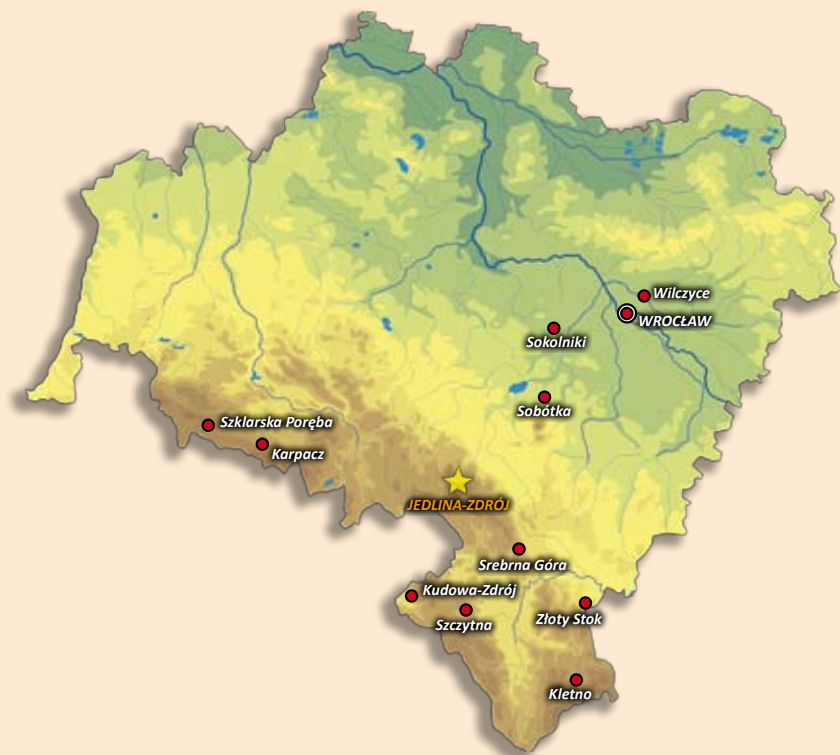 Wilczyce
WROCŁAW
Sokolniki
Sobótka
Szklarska Poręba
Karpacz
JEDLINA-ZDRÓJ
Srebrna Góra
Kudowa-Zdrój
Szczytna
Złoty Stok
Kletno